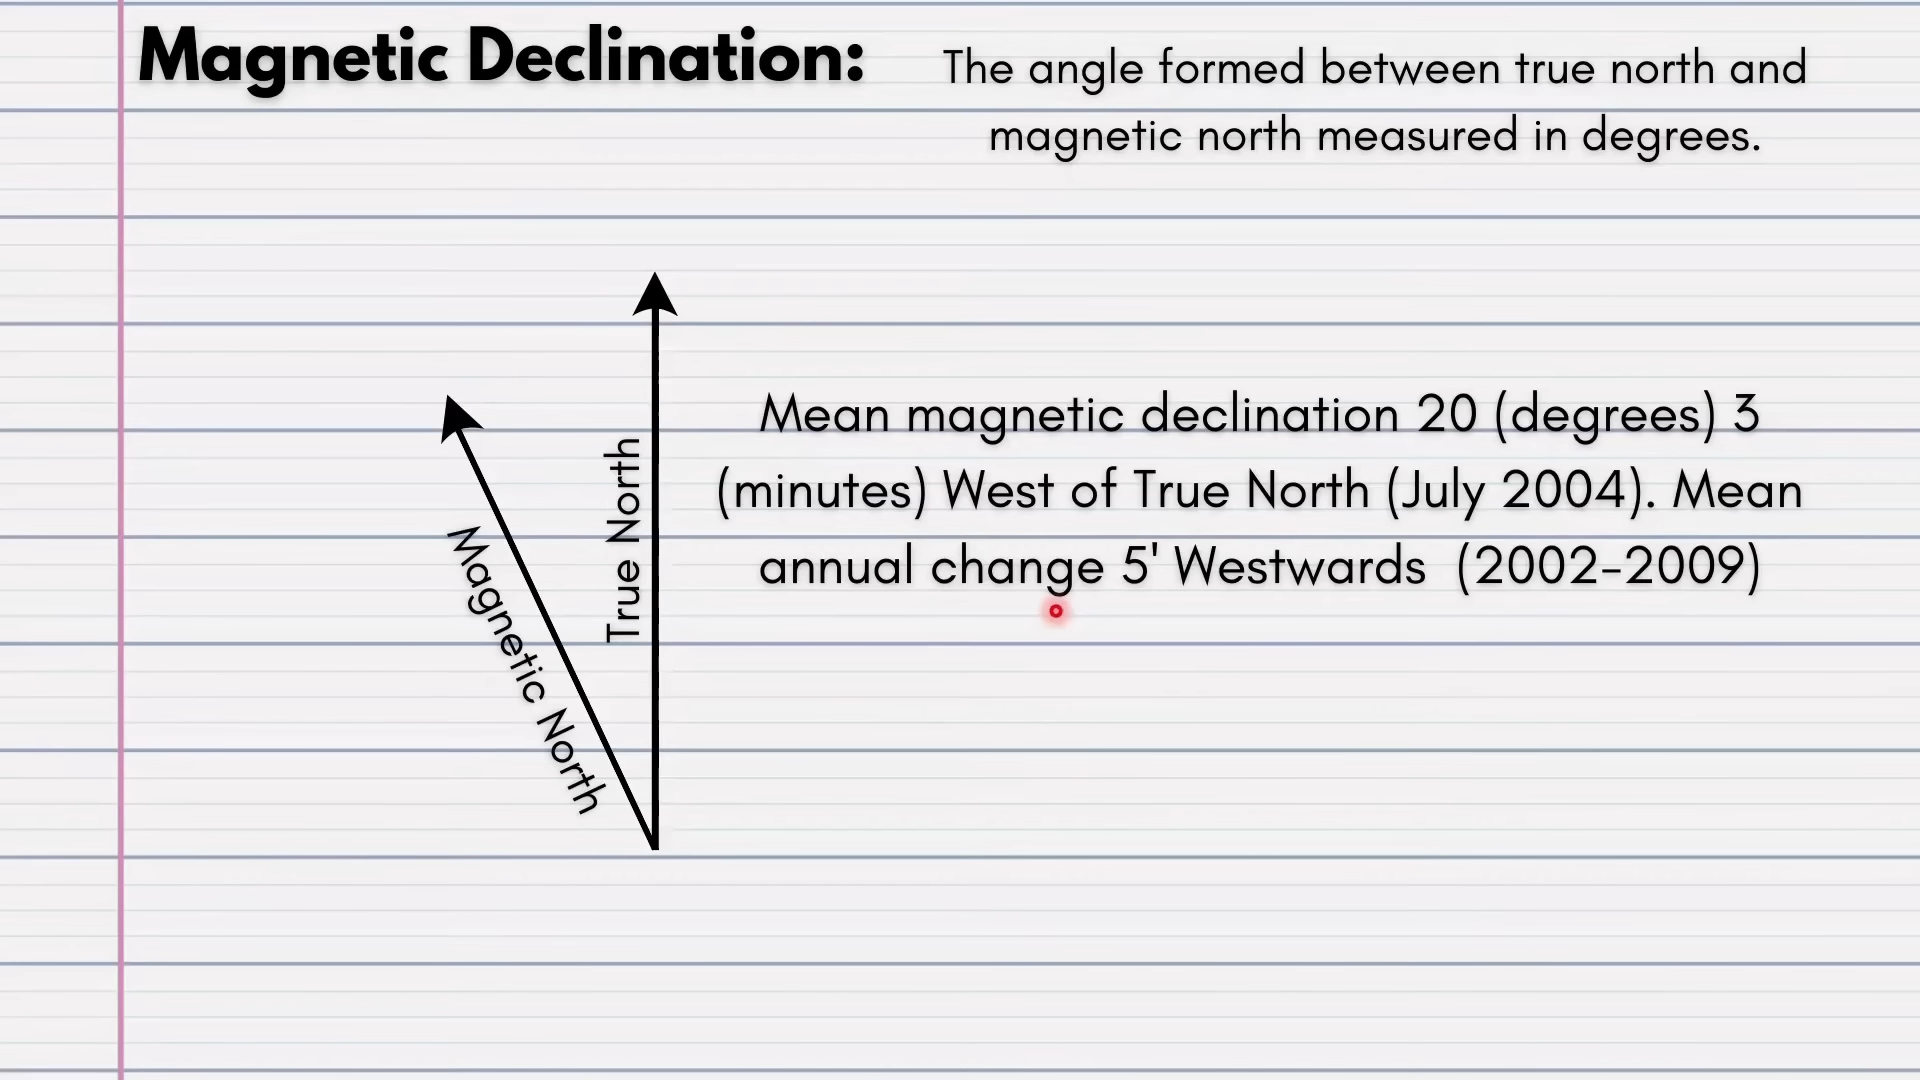 Magnetic Declination:
The angle formed between true north and
magnetic north measured in degrees.
True North
Magnetic North
Mean magnetic declination 20 (degrees) 3
(minutes) West of True North (July 2004). Mean
annual change 5' Westwards (2002-2009)